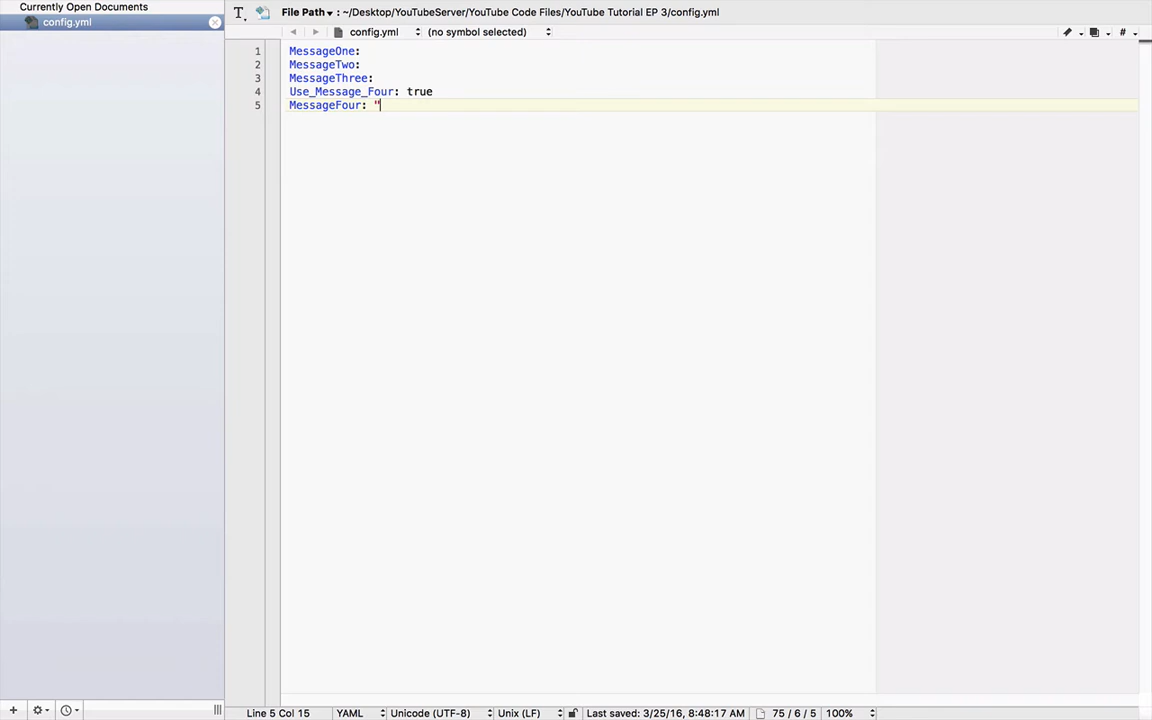 Currently Open Documents
config.yml
File Path ▾ : ~/Desktop/YouTubeServer/YouTube Code Files/YouTube Tutorial EP 3/config.yml
config.yml (no symbol selected) #
1 MessageOne:
2 MessageTwo:
3 MessageThree:
4 Use_Message_Four: true
5 MessageFour: "
Line 5 Col 15 YAML Unicode (UTF-8) Unix (LF) Last saved: 3/25/16, 8:48:17 AM 75 / 6 / 5 100%